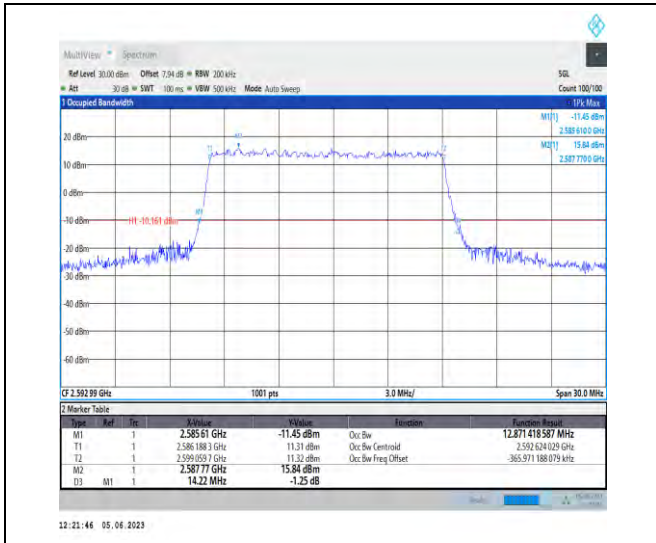 MultiView Spectrum
Ref Level 30.00 dBm Offset 7.94 dB RBW 200 kHz SGL
Att 30 dB SWT 100 ms VBW 500 kHz Mode Auto Sweep Count 100/100
1 Occupied Bandwidth 1Pk Max
M1[1] -11.45 dBm
2.585 610 0 GHz
20 dBm M2[1] 15.84 dBm
2.587 770 0 GHz
10 dBm
0 dBm
M1
-10 dBm H1 -10.161 dBm
-20 dBm
-30 dBm
-40 dBm
-50 dBm
-60 dBm
CF 2.592 99 GHz 1001 pts 3.0 MHz/ Span 30.0 MHz
2 Marker Table
Type Ref Trc X-Value Y-Value Function Function Result
M1 1 2.585 61 GHz -11.45 dBm Occ Bw 12.871 418 587 MHz
T1 1 2.586 188 3 GHz 11.31 dBm Occ Bw Centroid 2.592 624 029 GHz
T2 1 2.599 059 7 GHz 11.32 dBm Occ Bw Freq Offset -365.971 188 079 kHz
M2 1 2.587 77 GHz 15.84 dBm
D3 M1 1 14.22 MHz -1.25 dB
12:21:46 05.06.2023